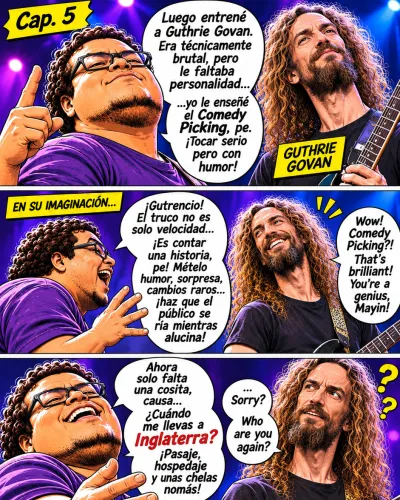 Cap. 5
Luego entrené
a Guthrie Govan.
Era técnicamente
brutal, pero
le faltaba
personalidad...
...yo le enseñé
el Comedy
Picking, pe.
¡Tocar serio
pero con
humor!
GUTHRIE
GOVAN
EN SU IMAGINACIÓN...
¡Gutrencio!
El truco no es
solo velocidad...
¡Es contar
una historia,
pe! Mételo
humor, sorpresa,
cambios raros...
¡haz que el
público se
ría mientras
alucina!
Wow!
Comedy
Picking?!
That's
brilliant!
You're a
genius,
Mayin!
Ahora
solo falta
una cosita,
causa...
¿Cuándo
me llevas a
Inglaterra?
¡Pasaje,
hospedaje
y unas chelas
nomás!
...
Sorry?
Who
are you
again?
?
?